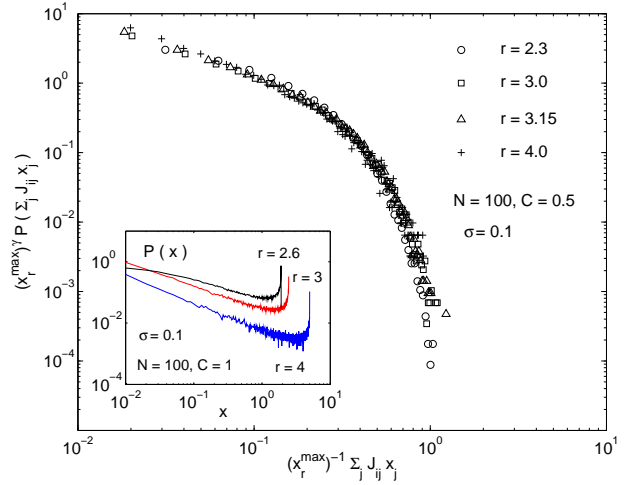 10^1
10^0
10^-1
10^-2
10^-3
10^-4
(x_r^max)^γ P ( Σ_j J_ij x_j )
r = 2.3
r = 3.0
r = 3.15
r = 4.0
N = 100, C = 0.5
σ = 0.1
P ( x )
r = 2.6
r = 3
r = 4
σ = 0.1
N = 100, C = 1
10^0
10^-2
10^-4
10^-2 10^0 10^1
x
10^-2 10^-1 10^0 10^1
(x_r^max)^-1 Σ_j J_ij x_j